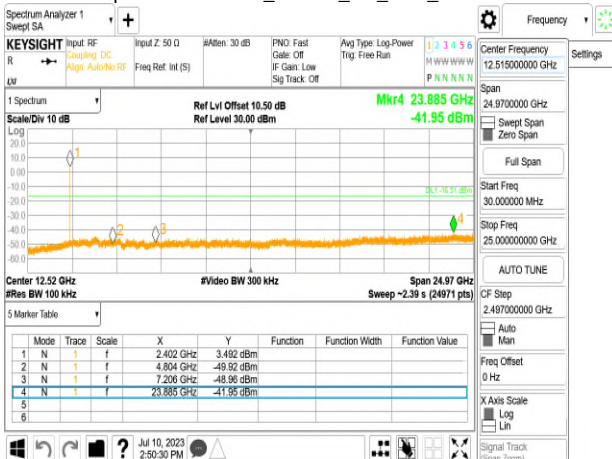 Spectrum Analyzer 1
Swept SA
+
Frequency
KEYSIGHT
R
Input: RF
Coupling: DC
Align: Auto/No RF
Input Z: 50 Ω
Freq Ref: Int (S)
#Atten: 30 dB
PNO: Fast
Gate: Off
IF Gain: Low
Sig Track: Off
Avg Type: Log-Power
Trig: Free Run
1 2 3 4 5 6
M W W W W W
P N N N N N
Center Frequency
12.515000000 GHz
Settings
Span
24.9700000 GHz
Swept Span
Zero Span
Full Span
Start Freq
30.000000 MHz
Stop Freq
25.000000000 GHz
AUTO TUNE
CF Step
2.497000000 GHz
Auto
Man
Freq Offset
0 Hz
X Axis Scale
Log
Lin
Signal Track
(Span Zoom)
1 Spectrum
Scale/Div 10 dB
Ref Lvl Offset 10.50 dB
Ref Level 30.00 dBm
Mkr4 23.885 GHz
-41.95 dBm
Log
20.0
10.0
0.00
-10.0
-20.0
-30.0
-40.0
-50.0
-60.0
1
2
3
4
DL1 -16.51 dBm
Center 12.52 GHz
#Res BW 100 kHz
#Video BW 300 kHz
Span 24.97 GHz
Sweep ~2.39 s (24971 pts)
5 Marker Table
Mode Trace Scale X Y Function Function Width Function Value
1 N 1 f 2.402 GHz 3.492 dBm
2 N 1 f 4.804 GHz -49.92 dBm
3 N 1 f 7.206 GHz -48.96 dBm
4 N 1 f 23.885 GHz -41.95 dBm
5
6
?
Jul 10, 2023
2:50:30 PM